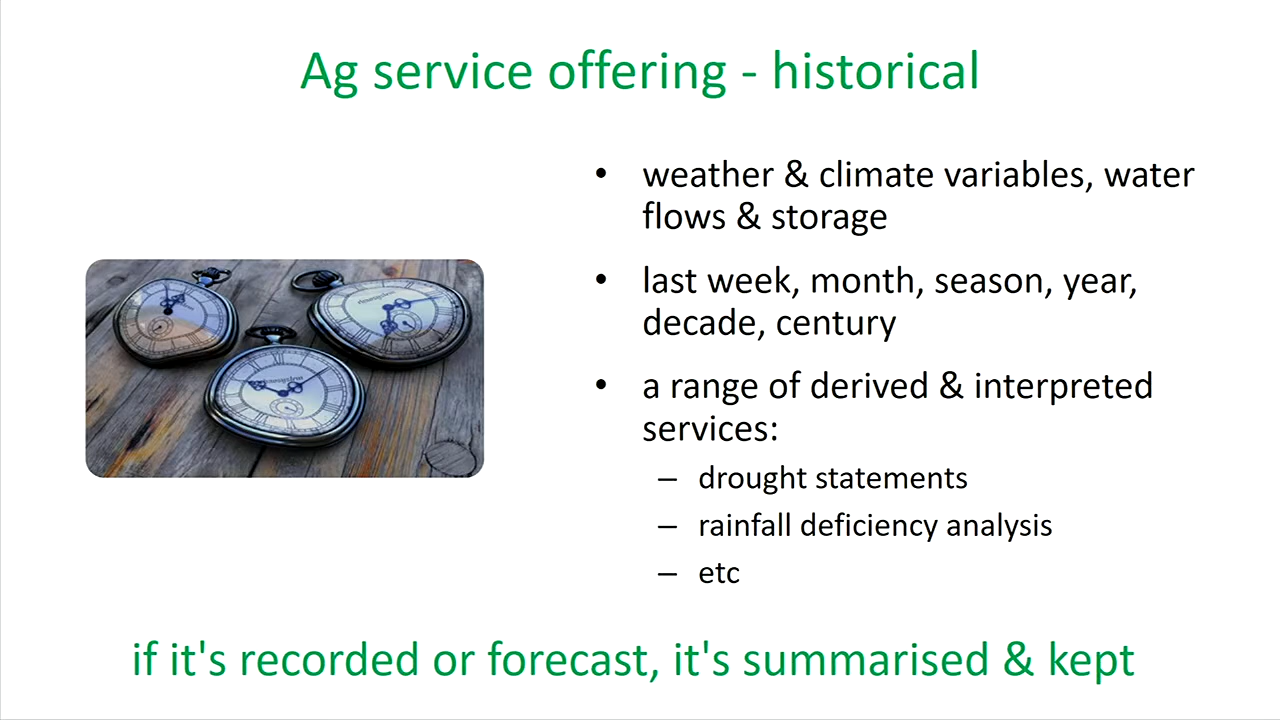 Ag service offering - historical
• weather & climate variables, water
flows & storage
• last week, month, season, year,
decade, century
• a range of derived & interpreted
services:
– drought statements
– rainfall deficiency analysis
– etc
if it's recorded or forecast, it's summarised & kept